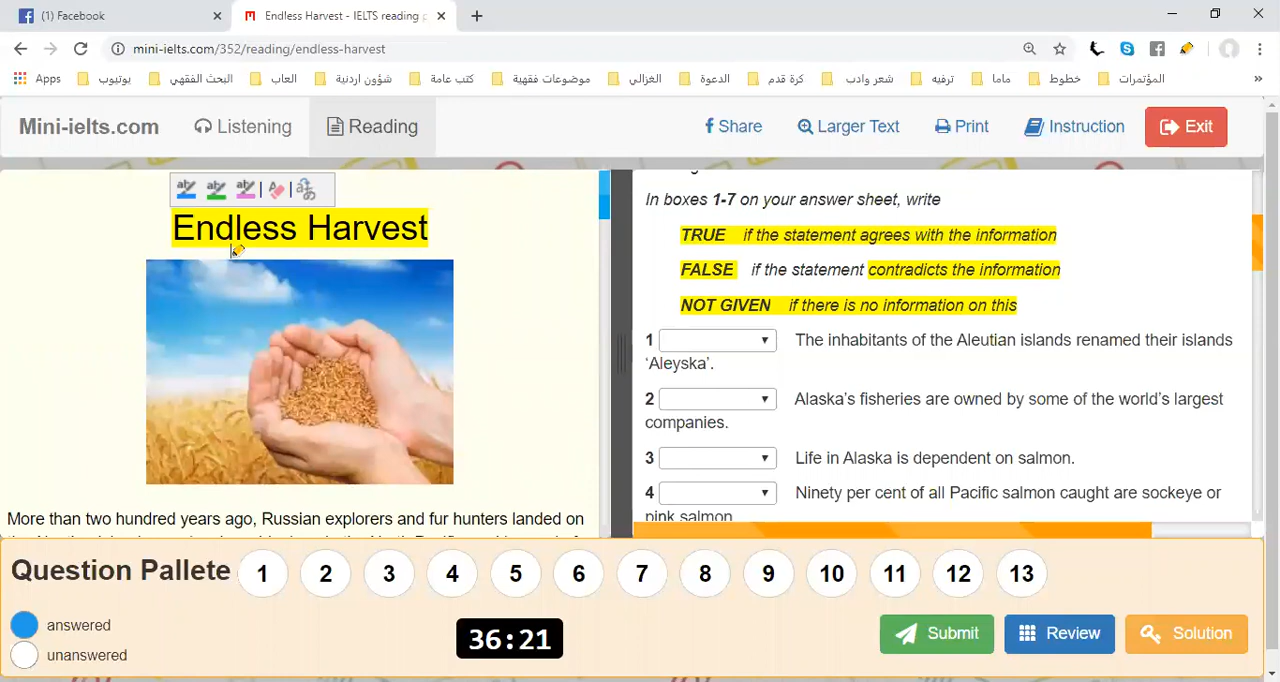 (1) Facebook
Endless Harvest - IELTS reading p
mini-ielts.com/352/reading/endless-harvest
Apps
يوتيوب
البحث الفقهي
العاب
شؤون اردنية
كتب عامة
موضوعات فقهية
الغزالي
الدعوة
كرة قدم
شعر وادب
ترفيه
ماما
خطوط
المؤتمرات
»
Mini-ielts.com
Listening
Reading
Share
Larger Text
Print
Instruction
Exit
Endless Harvest
More than two hundred years ago, Russian explorers and fur hunters landed on
In boxes 1-7 on your answer sheet, write
TRUE if the statement agrees with the information
FALSE if the statement contradicts the information
NOT GIVEN if there is no information on this
1 The inhabitants of the Aleutian islands renamed their islands
‘Aleyska’.
2 Alaska’s fisheries are owned by some of the world’s largest
companies.
3 Life in Alaska is dependent on salmon.
4 Ninety per cent of all Pacific salmon caught are sockeye or
pink salmon
Question Pallete 1 2 3 4 5 6 7 8 9 10 11 12 13
answered
unanswered
36:21
Submit
Review
Solution